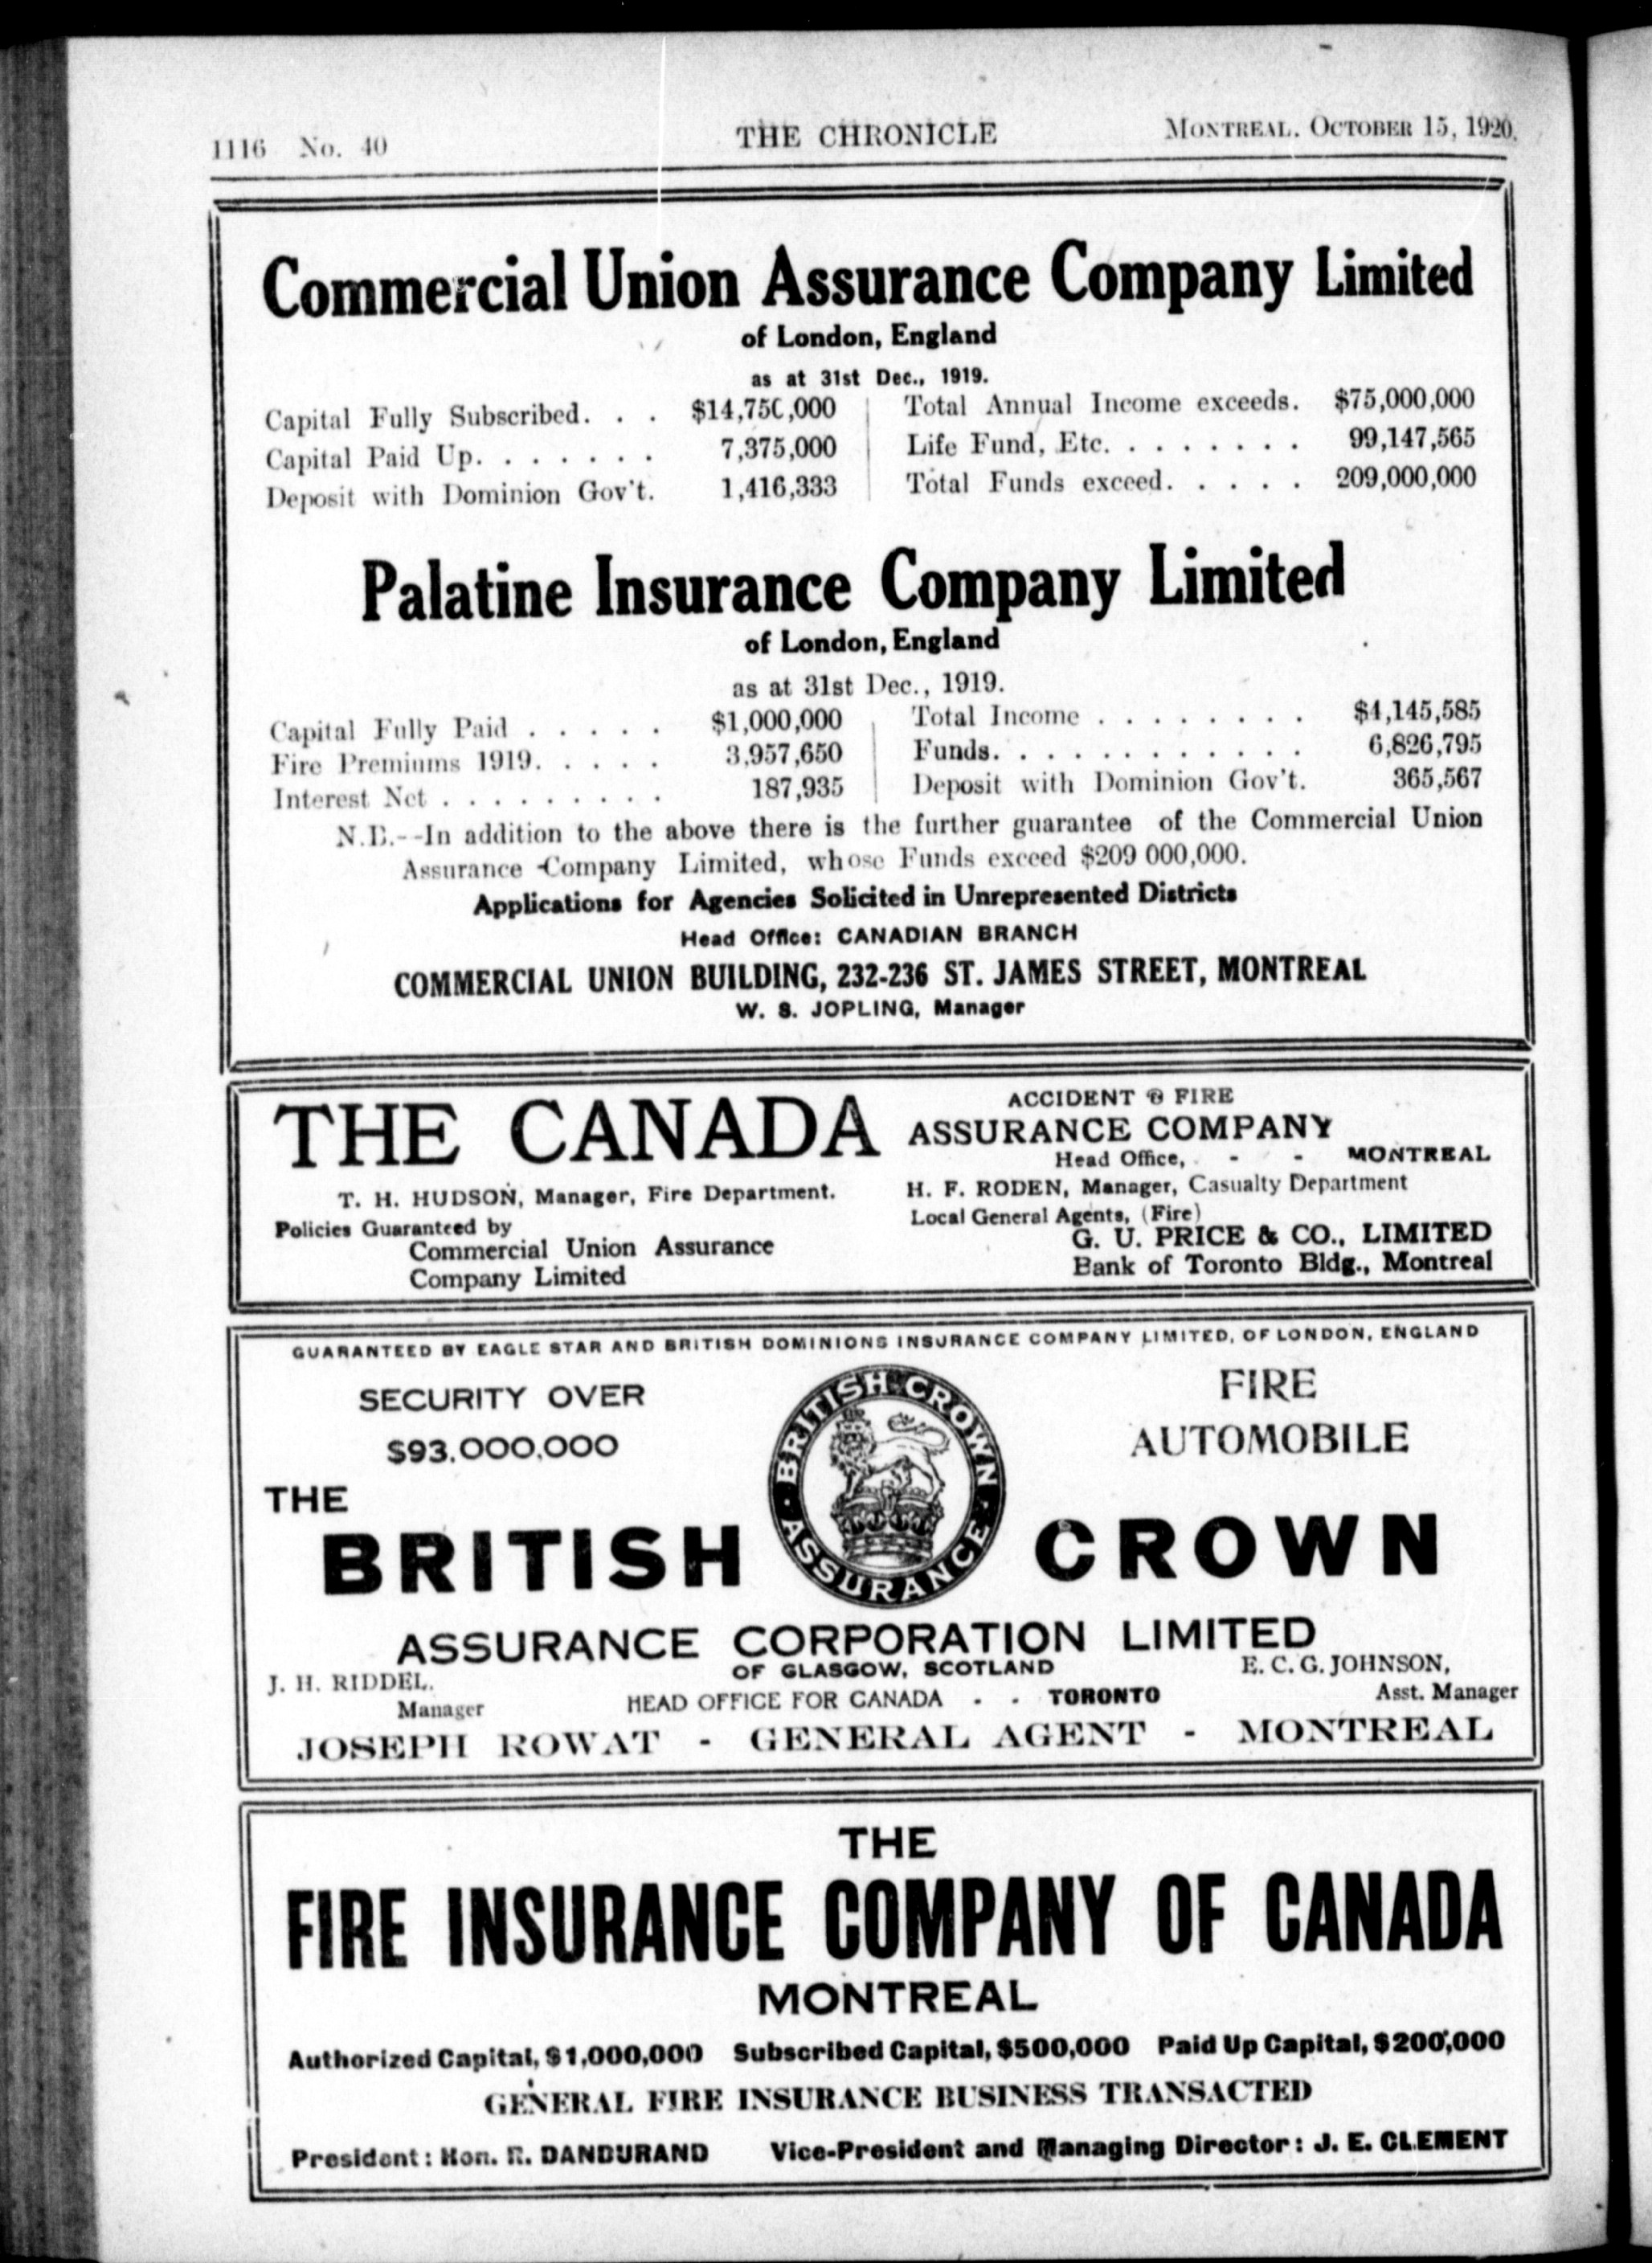 1116 No. 40 THE CHRONICLE MONTREAL. OCTOBER 15, 1920.
Commercial Union Assurance Company Limited
of London, England
as at 31st Dec., 1919.
Capital Fully Subscribed. . . $14,750,000 Total Annual Income exceeds. $75,000,000
Capital Paid Up. . . . . . . 7,375,000 Life Fund, Etc. . . . . . . . 99,147,565
Deposit with Dominion Gov't. 1,416,333 Total Funds exceed. . . . . 209,000,000
Palatine Insurance Company Limited
of London, England
as at 31st Dec., 1919.
Capital Fully Paid . . . . . $1,000,000 Total Income . . . . . . . . $4,145,585
Fire Premiums 1919. . . . . 3,957,650 Funds. . . . . . . . . . . . 6,826,795
Interest Net . . . . . . . . . 187,935 Deposit with Dominion Gov't. 365,567
N.B.--In addition to the above there is the further guarantee of the Commercial Union
Assurance Company Limited, whose Funds exceed $209 000,000.
Applications for Agencies Solicited in Unrepresented Districts
Head Office: CANADIAN BRANCH
COMMERCIAL UNION BUILDING, 232-236 ST. JAMES STREET, MONTREAL
W. S. JOPLING, Manager
THE CANADA
ACCIDENT & FIRE
ASSURANCE COMPANY
Head Office, - - MONTREAL
T. H. HUDSON, Manager, Fire Department.
H. F. RODEN, Manager, Casualty Department
Policies Guaranteed by
Commercial Union Assurance
Company Limited
Local General Agents, (Fire)
G. U. PRICE & CO., LIMITED
Bank of Toronto Bldg., Montreal
GUARANTEED BY EAGLE STAR AND BRITISH DOMINIONS INSURANCE COMPANY LIMITED, OF LONDON, ENGLAND
SECURITY OVER
$93,000,000
BRITISH CROWN ASSURANCE
FIRE
AUTOMOBILE
THE
BRITISH CROWN
ASSURANCE CORPORATION LIMITED
OF GLASGOW, SCOTLAND
J. H. RIDDEL.
Manager
E. C. G. JOHNSON,
Asst. Manager
HEAD OFFICE FOR CANADA - - TORONTO
JOSEPH ROWAT - GENERAL AGENT - MONTREAL
THE
FIRE INSURANCE COMPANY OF CANADA
MONTREAL
Authorized Capital, $1,000,000 Subscribed Capital, $500,000 Paid Up Capital, $200,000
GENERAL FIRE INSURANCE BUSINESS TRANSACTED
President: Hon. R. DANDURAND Vice-President and Managing Director: J. E. CLEMENT